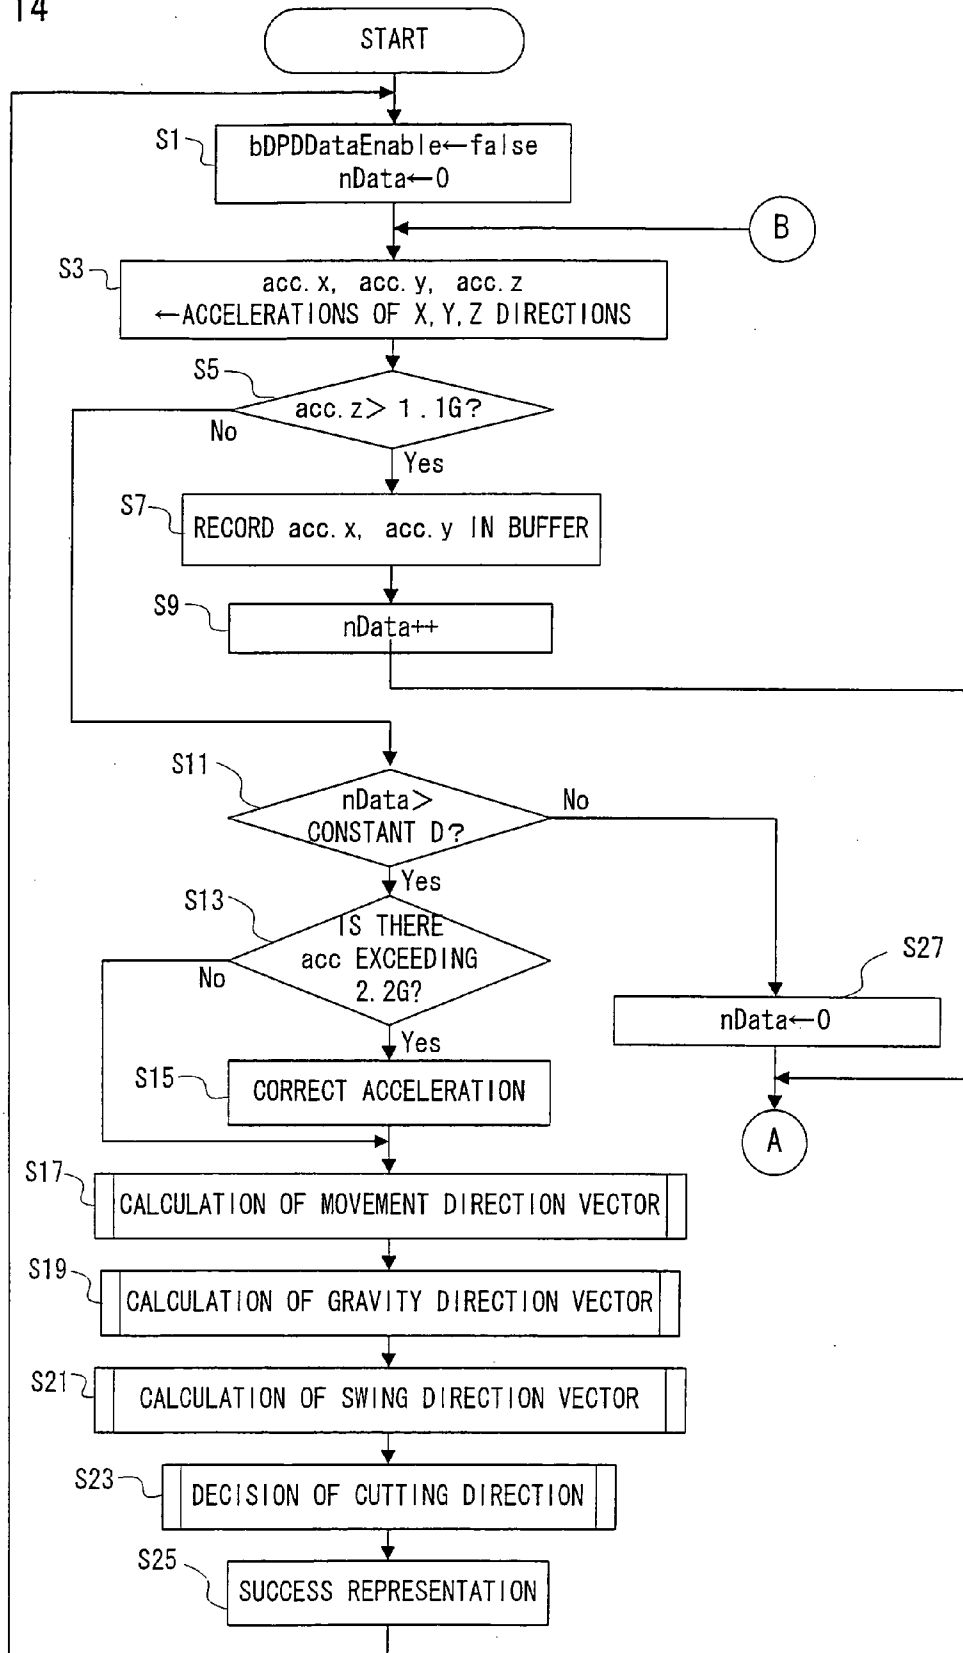 14
START
S1
bDPDDataEnable←false
nData←0
B
S3
acc.x, acc.y, acc.z
←ACCELERATIONS OF X,Y,Z DIRECTIONS
S5
acc.z> 1.1G?
No
Yes
S7
RECORD acc.x, acc.y IN BUFFER
S9
nData++
S11
nData>
CONSTANT D?
No
Yes
S13
IS THERE
acc EXCEEDING
2.2G?
No
Yes
S27
nData←0
S15
CORRECT ACCELERATION
A
S17
CALCULATION OF MOVEMENT DIRECTION VECTOR
S19
CALCULATION OF GRAVITY DIRECTION VECTOR
S21
CALCULATION OF SWING DIRECTION VECTOR
S23
DECISION OF CUTTING DIRECTION
S25
SUCCESS REPRESENTATION